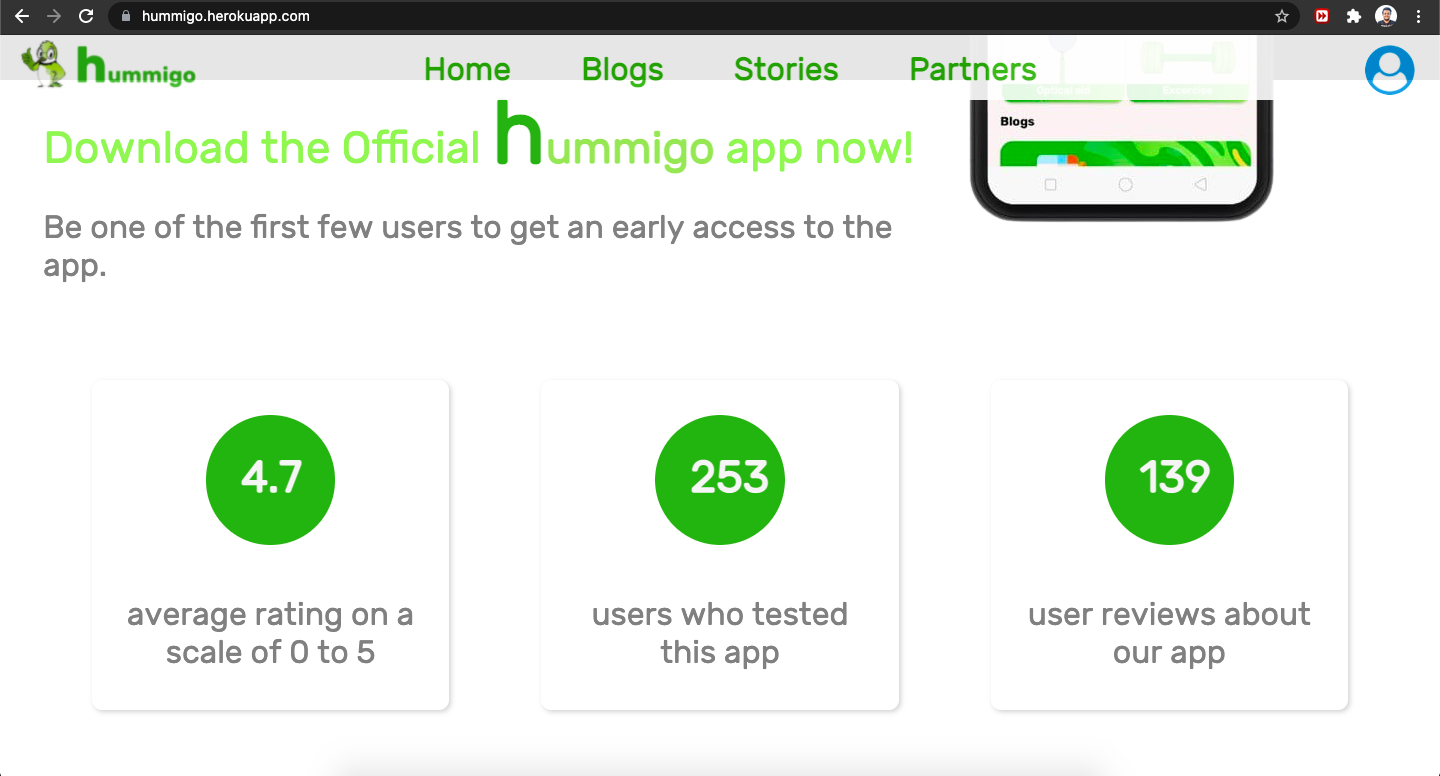 hummigo.herokuapp.com
hummigo
Home Blogs Stories Partners
Optical aid Excercise
Blogs
Download the Official hummigo app now!
Be one of the first few users to get an early access to the
app.
4.7
average rating on a
scale of 0 to 5
253
users who tested
this app
139
user reviews about
our app